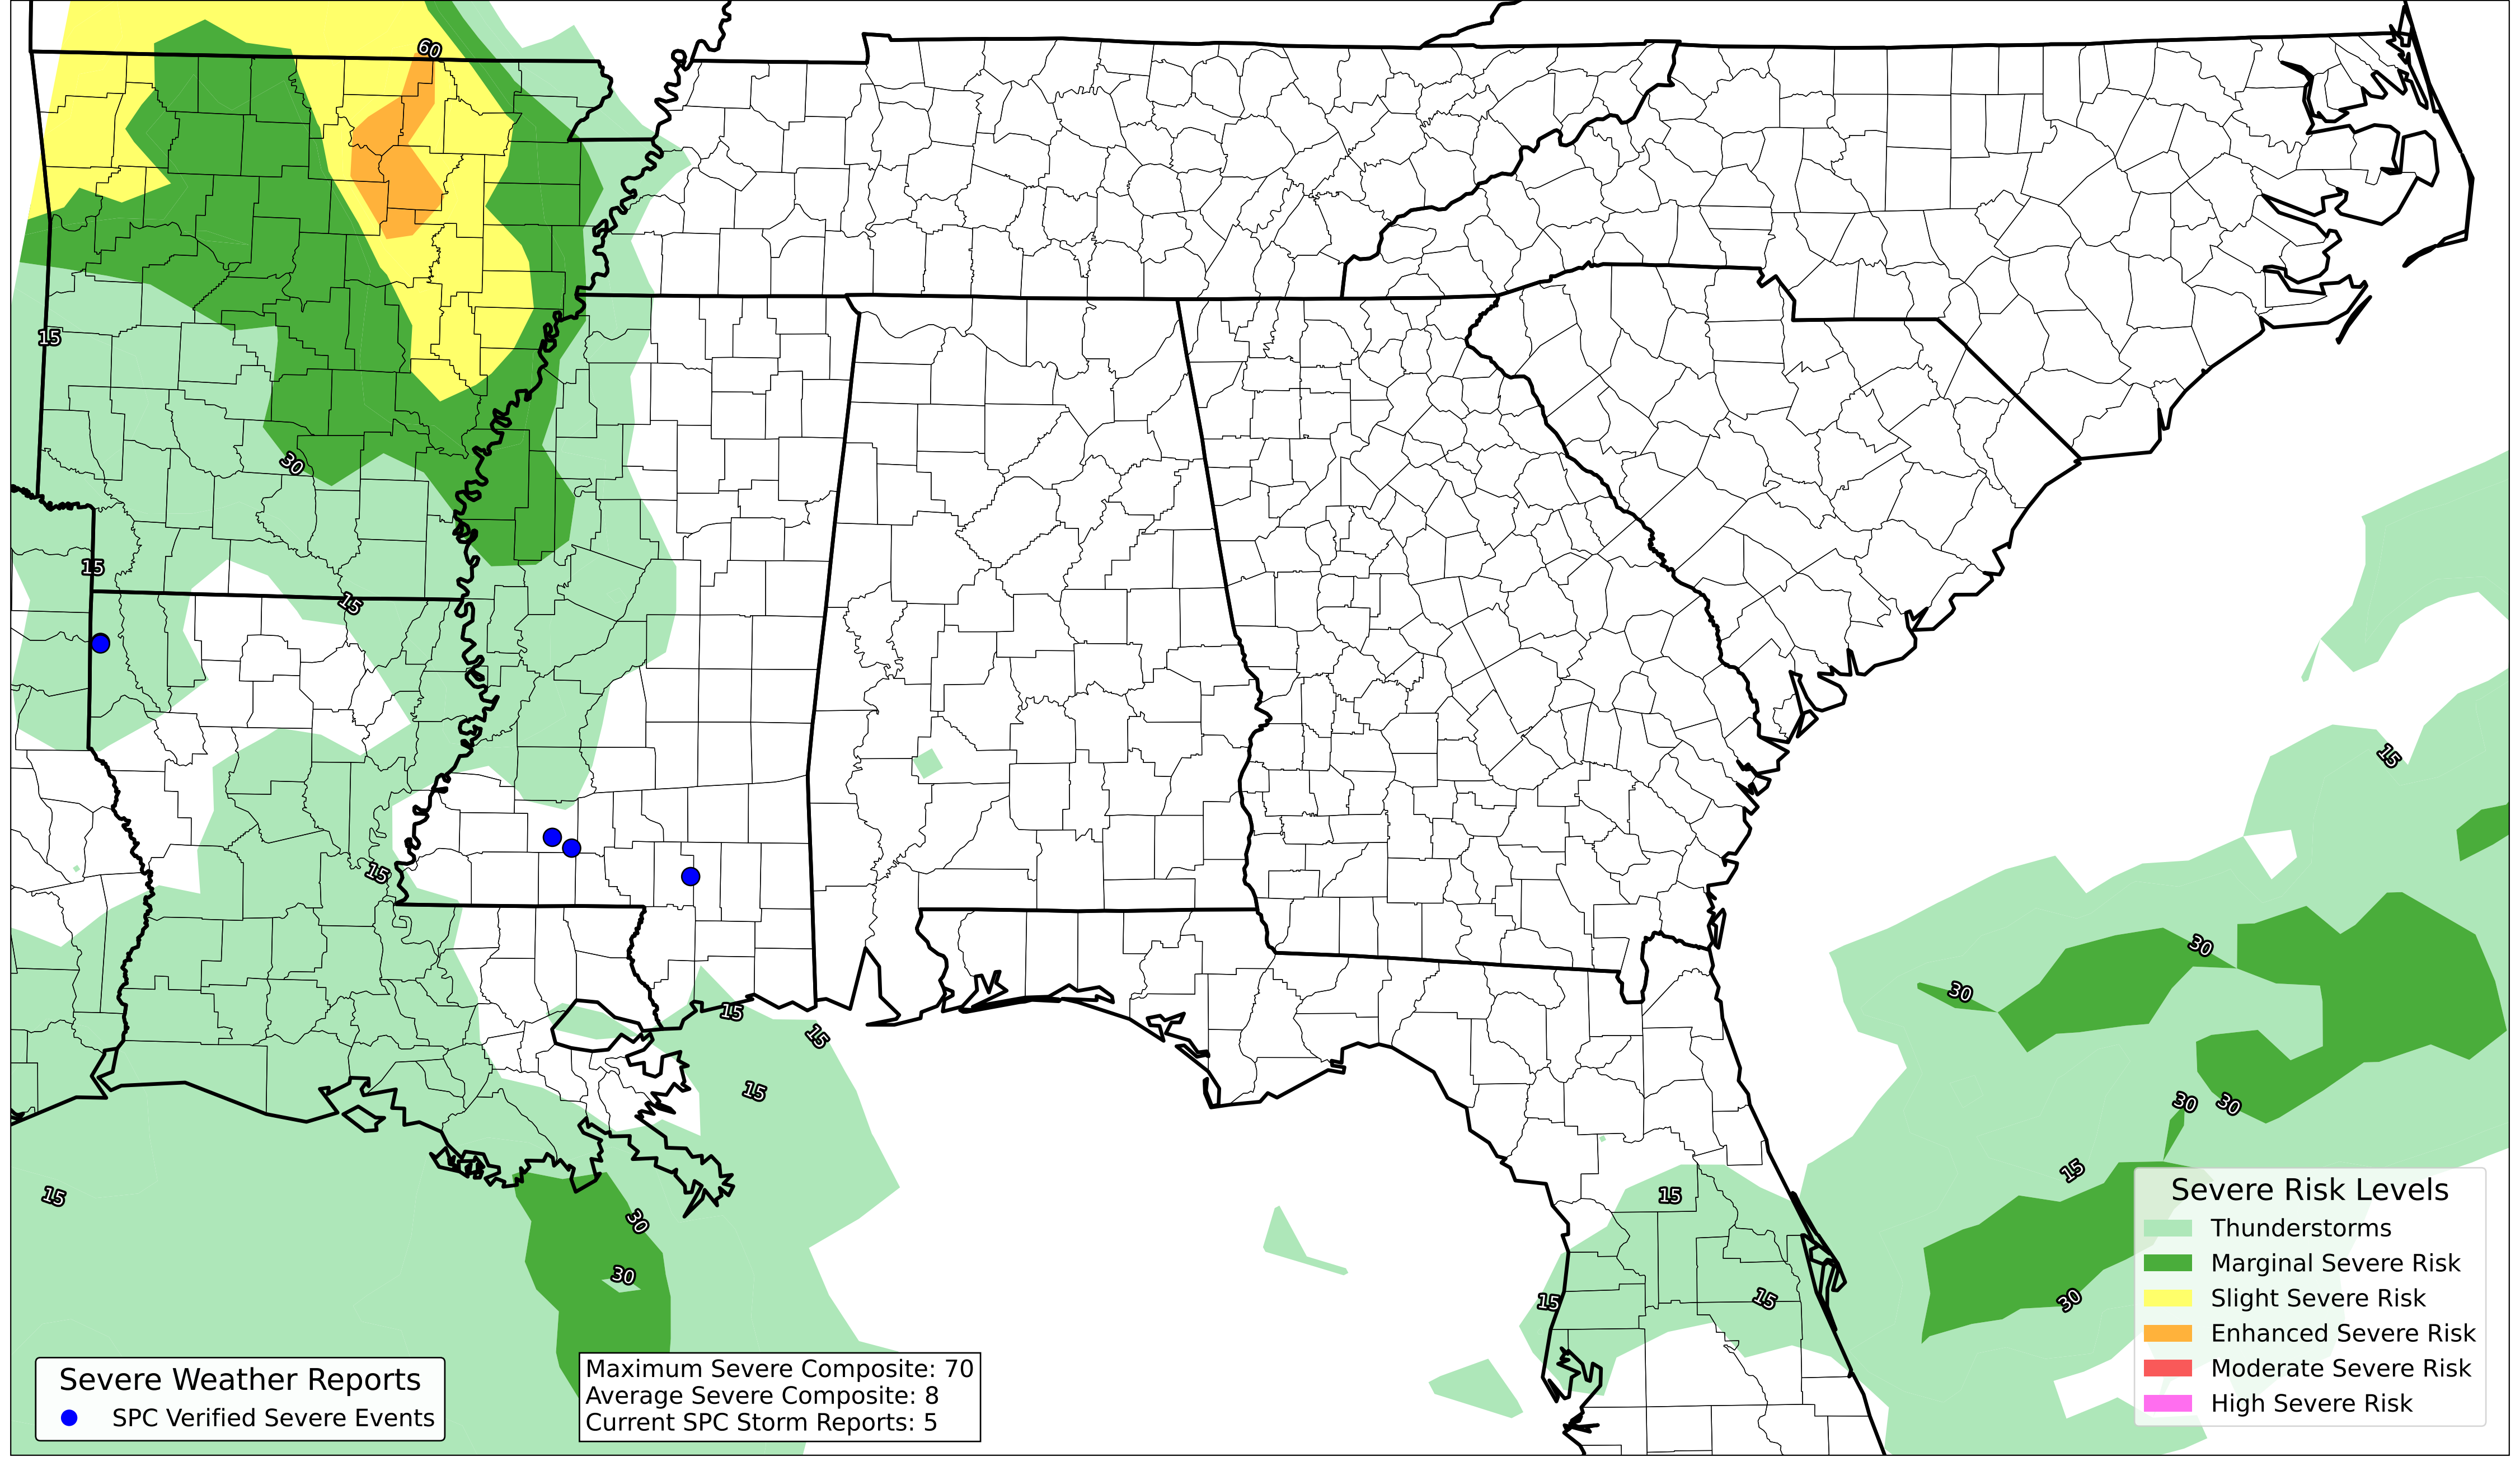 60
15
30
15
15
15
15
30
30
15
15
15
30
30
15
15
15
30
30
15
15
30
Severe Risk Levels
Thunderstorms
Marginal Severe Risk
Slight Severe Risk
Enhanced Severe Risk
Moderate Severe Risk
High Severe Risk
Severe Weather Reports
SPC Verified Severe Events
Maximum Severe Composite: 70
Average Severe Composite: 8
Current SPC Storm Reports: 5